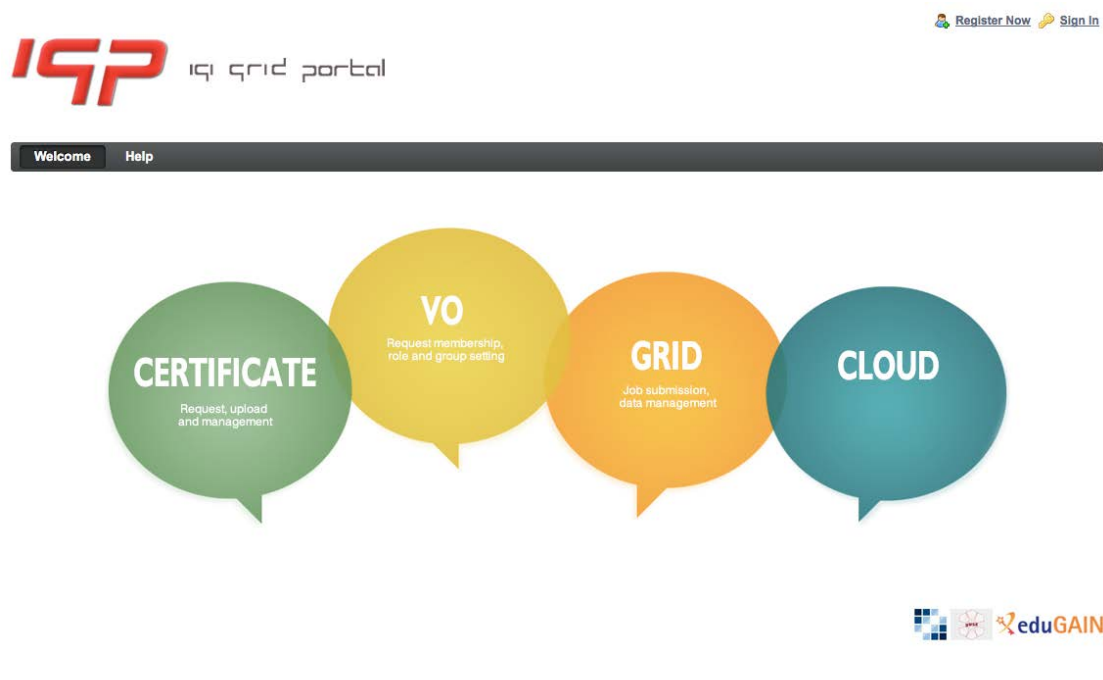 Register Now Sign In
IGP igi grid portal
Welcome Help
VO
Request membership,
role and group setting
GRID
Job submission,
data management
CLOUD
CERTIFICATE
Request, upload
and management
eduGAIN